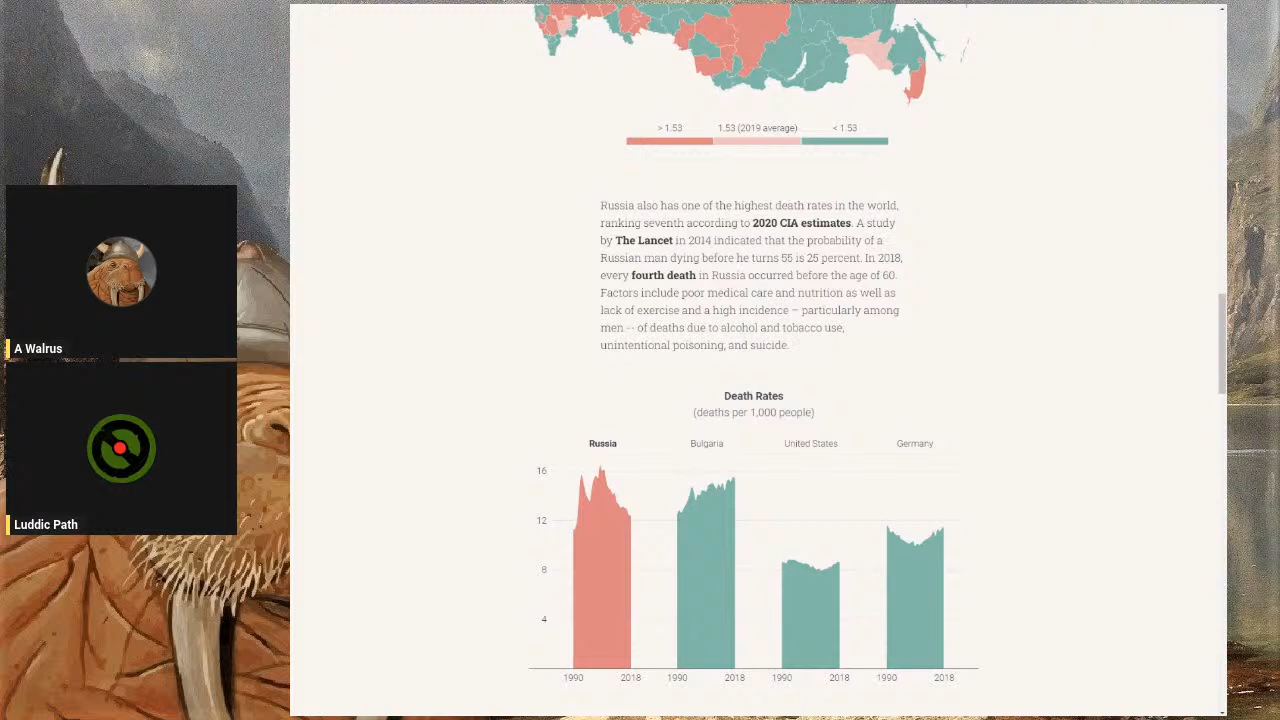 > 1.53 1.53 (2019 average) < 1.53
Russia also has one of the highest death rates in the world,
ranking seventh according to 2020 CIA estimates. A study
by The Lancet in 2014 indicated that the probability of a
Russian man dying before he turns 55 is 25 percent. In 2018,
every fourth death in Russia occurred before the age of 60.
Factors include poor medical care and nutrition as well as
lack of exercise and a high incidence – particularly among
men -- of deaths due to alcohol and tobacco use,
unintentional poisoning, and suicide.
A Walrus
Luddic Path
Death Rates
(deaths per 1,000 people)
Russia Bulgaria United States Germany
16
12
8
4
1990 2018 1990 2018 1990 2018 1990 2018